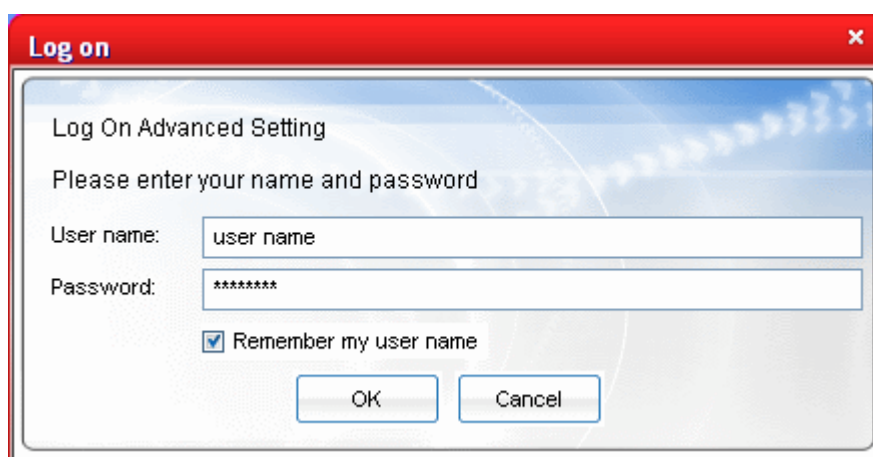 Log on
Log On Advanced Setting
Please enter your name and password
User name: user name
Password: ********
Remember my user name
OK Cancel